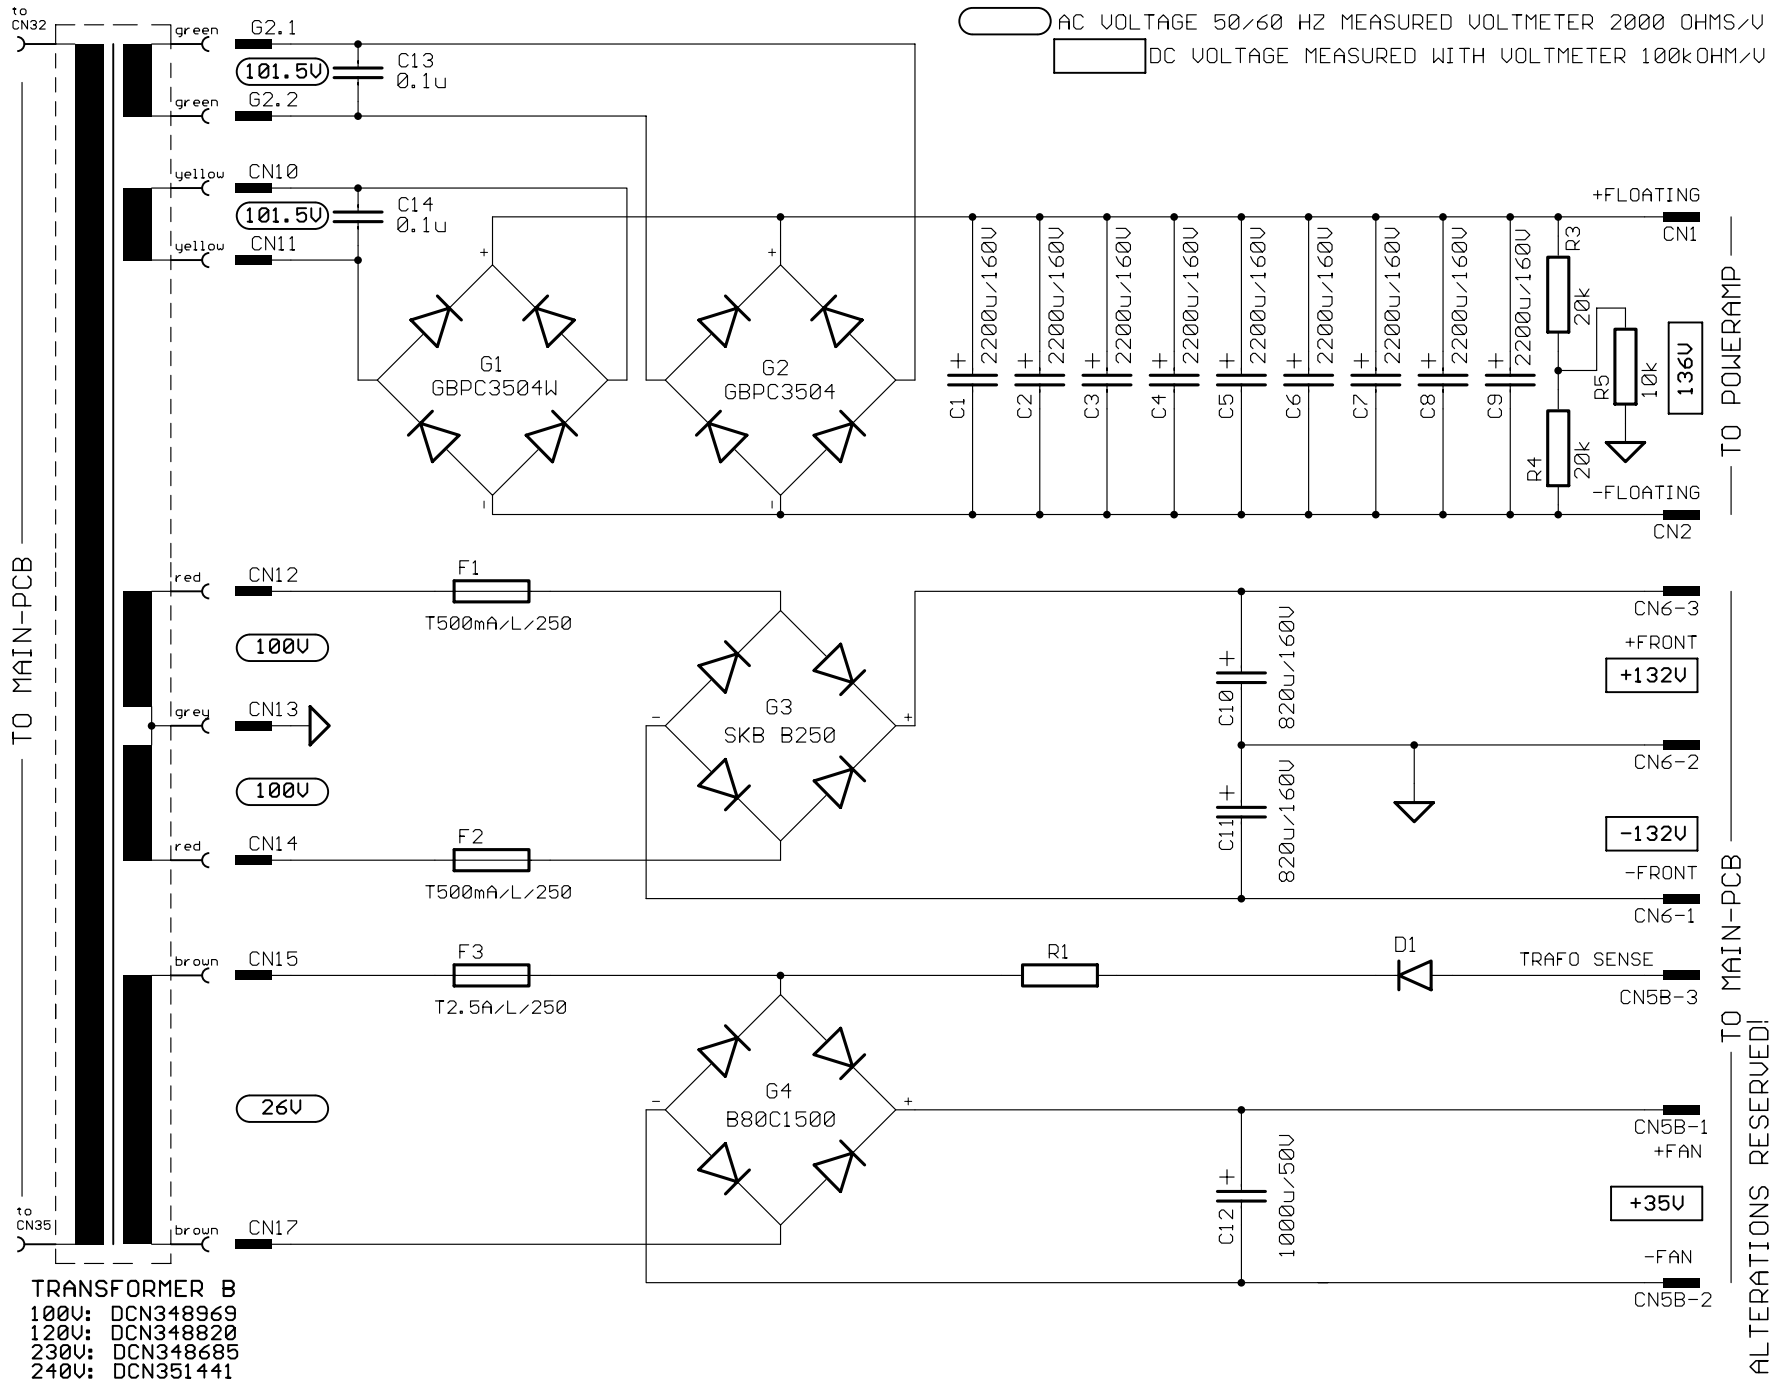 to
CN32
green
G2.1
101.5V
C13
0.1u
green
G2.2
AC VOLTAGE 50/60 HZ MEASURED VOLTMETER 2000 OHMS/V
DC VOLTAGE MEASURED WITH VOLTMETER 100kOHM/V
yellow
CN10
101.5V
C14
0.1u
yellow
CN11
+
G1
GBPC3504W
-
+
G2
GBPC3504
-
+
2200u/160V
C1
+
2200u/160V
C2
+
2200u/160V
C3
+
2200u/160V
C4
+
2200u/160V
C5
+
2200u/160V
C6
+
2200u/160V
C7
+
2200u/160V
C8
+
2200u/160V
C9
R3
20k
R4
20k
R5
10k
136V
+FLOATING
CN1
-FLOATING
CN2
TO POWERAMP
TO MAIN-PCB
red
CN12
F1
T500mA/L/250
100V
grey
CN13
100V
red
CN14
F2
T500mA/L/250
-
G3
SKB B250
+
+
C10
820u/160V
+
C11
820u/160V
CN6-3
+FRONT
+132V
CN6-2
-132V
-FRONT
CN6-1
brown
CN15
F3
T2.5A/L/250
R1
D1
TRAFO SENSE
CN5B-3
26V
-
G4
B80C1500
+
+
C12
1000u/50V
CN5B-1
+FAN
+35V
-FAN
CN5B-2
brown
CN17
to
CN35
TO MAIN-PCB
ALTERATIONS RESERVED!
TRANSFORMER B
100V: DCN348969
120V: DCN348820
230V: DCN348685
240V: DCN351441